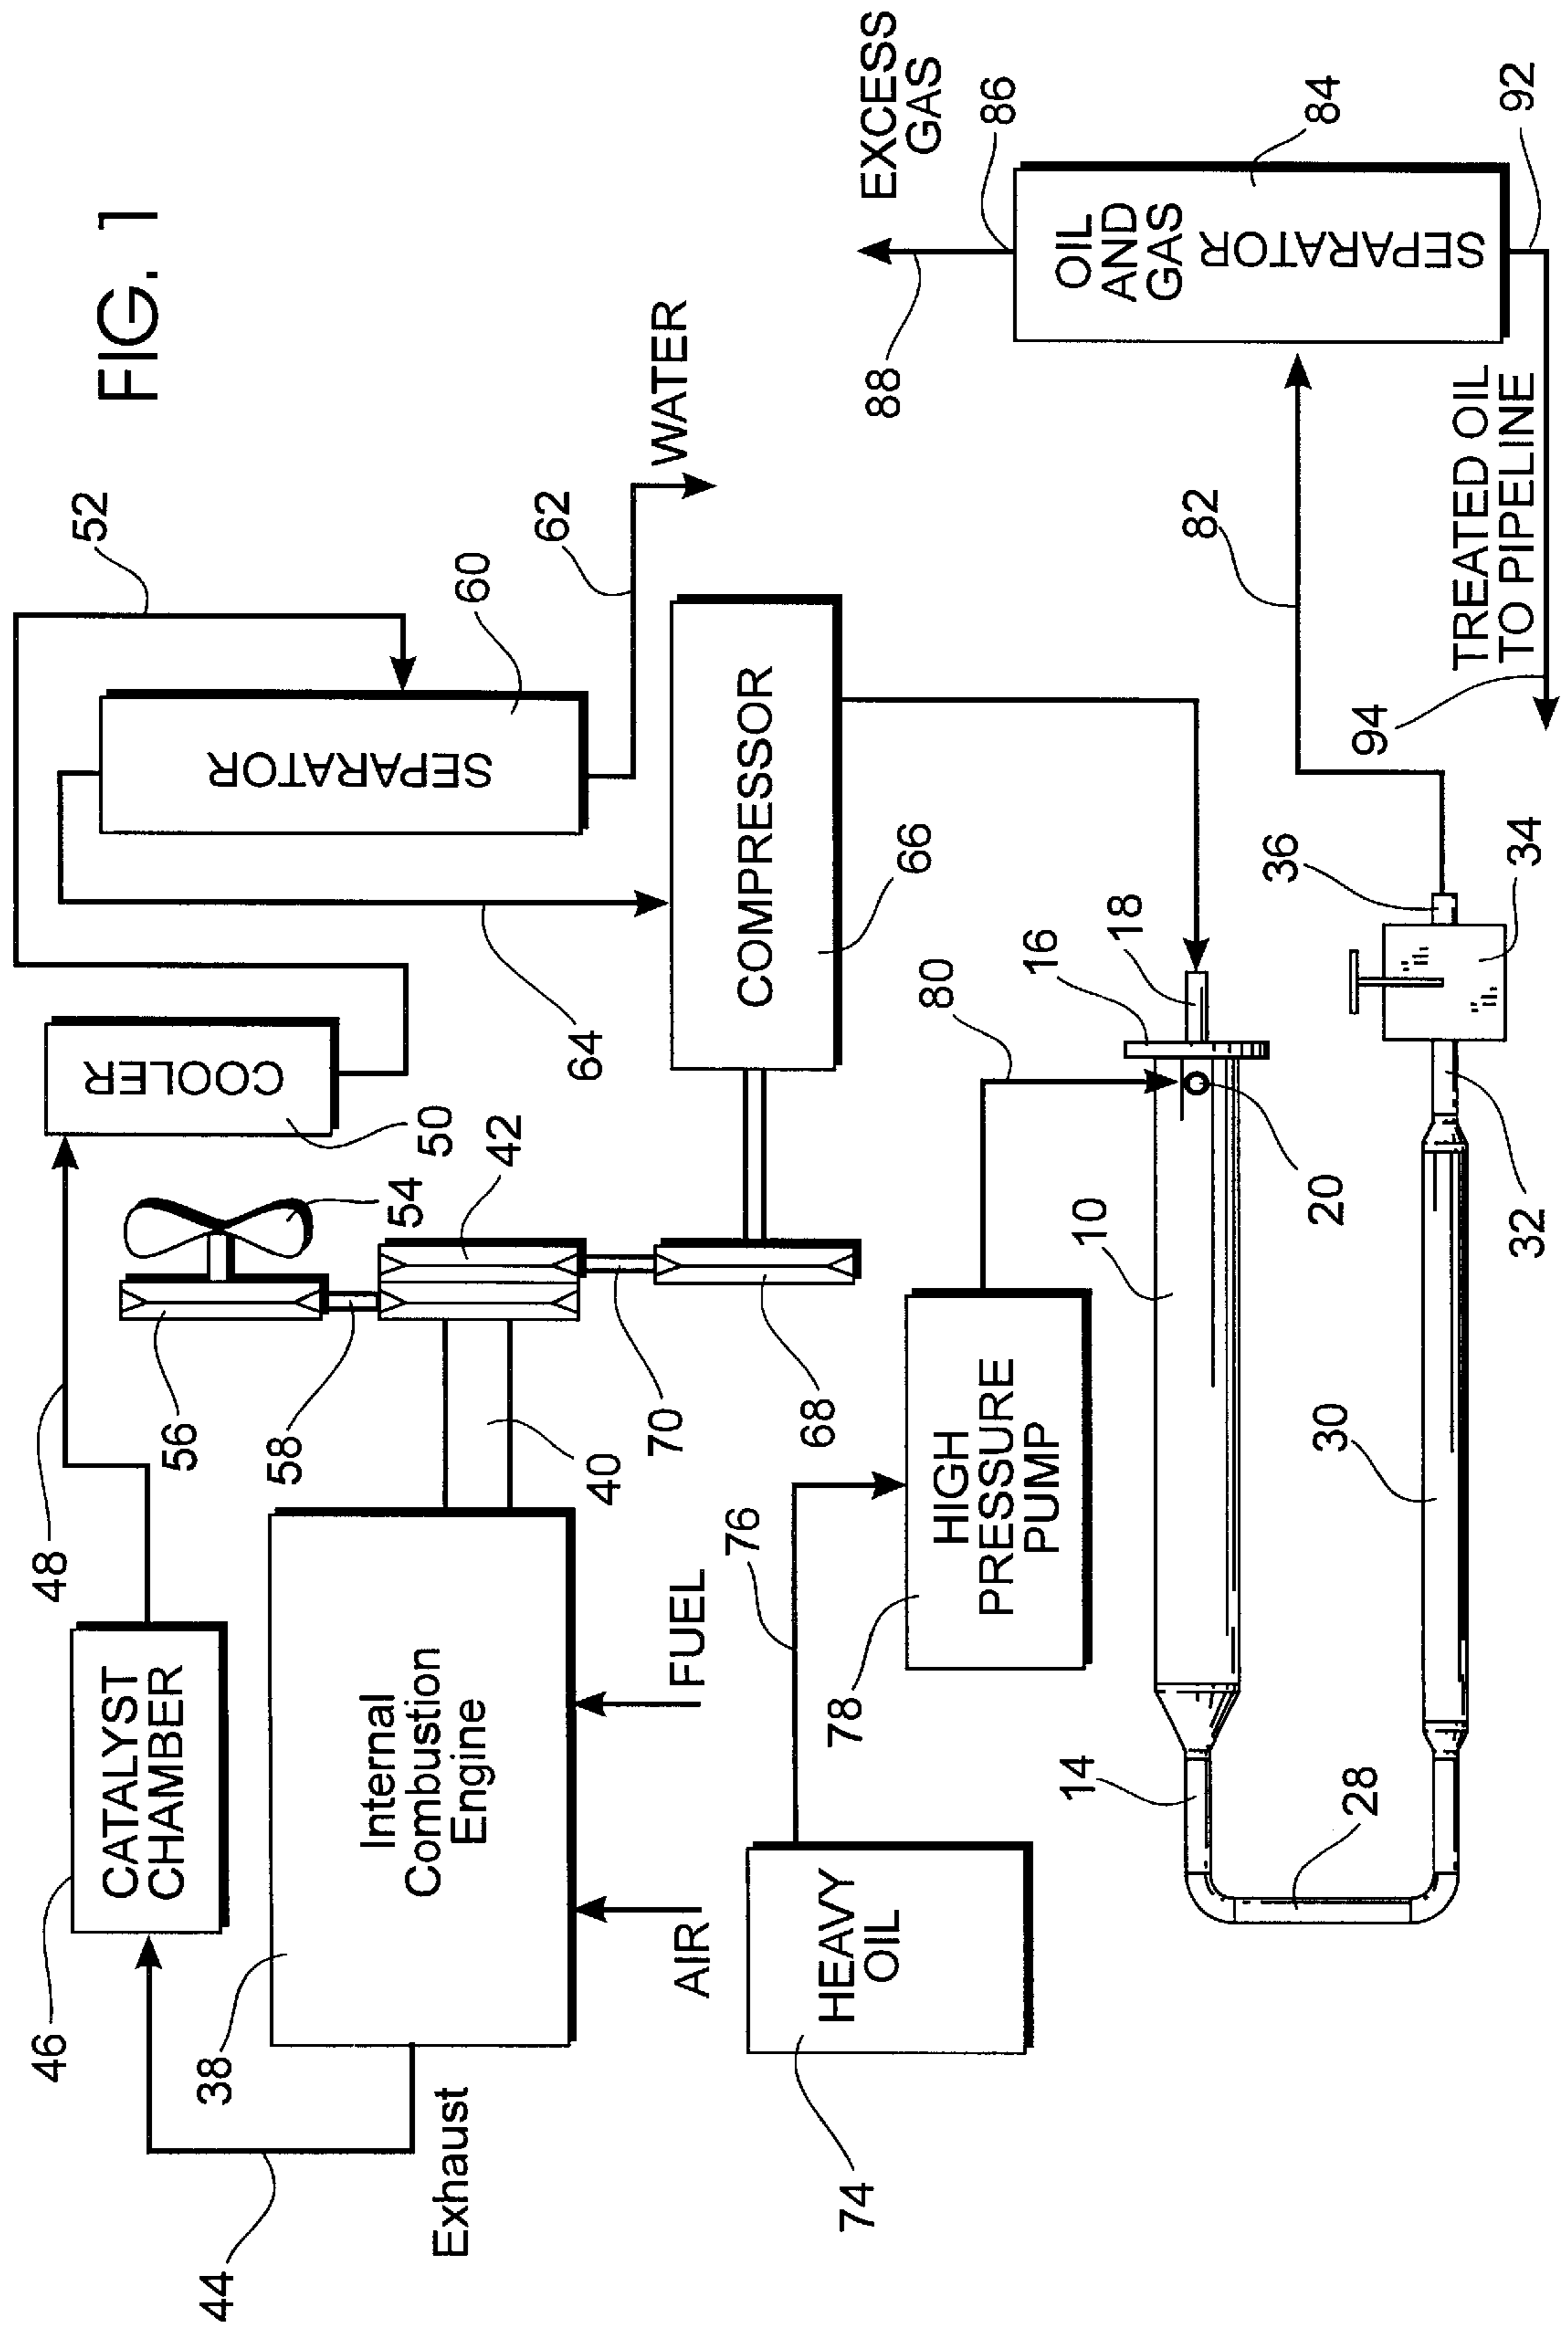 FIG. 1
46
48
52
CATALYST
CHAMBER
COOLER
56
44
38
58
SEPARATOR
54
50
60
42
Exhaust
Internal
Combustion
Engine
62
64
40
70
WATER
AIR
FUEL
76
COMPRESSOR
68
HEAVY
OIL
74
78
66
EXCESS
GAS
88
80
HIGH
PRESSURE
PUMP
86
16
14
10
18
OIL
AND
GAS
SEPARATOR
82
36
84
20
30
28
94
TREATED OIL
TO PIPELINE
92
34
32